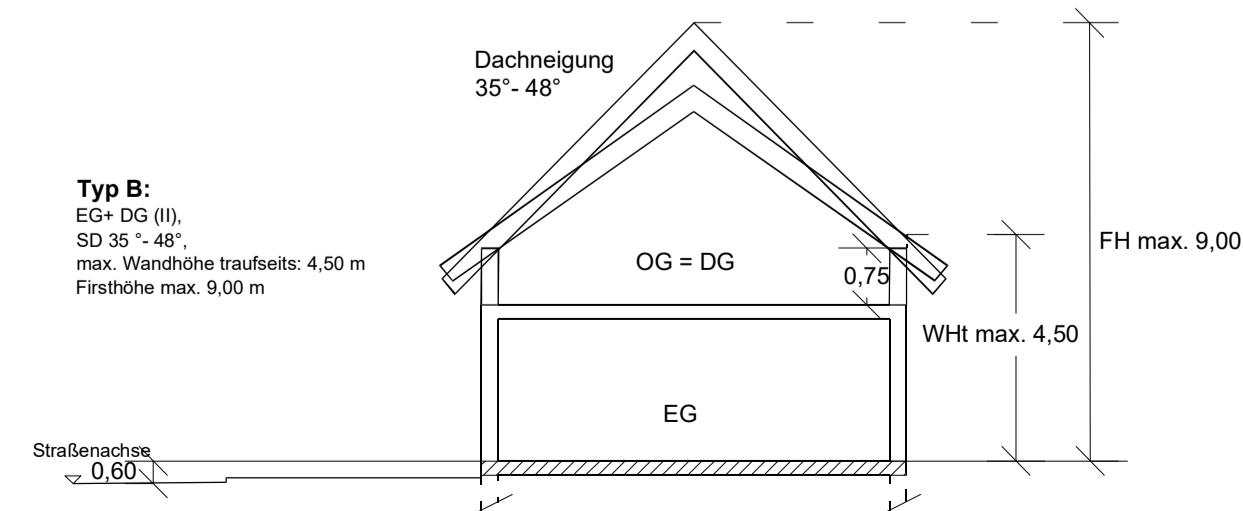 Dachneigung
35°- 48°
Typ B:
EG+ DG (II),
SD 35 °- 48°,
max. Wandhöhe traufseits: 4,50 m
Firsthöhe max. 9,00 m
FH max. 9,00
OG = DG
0,75
WHt max. 4,50
EG
Straßenachse
0,60